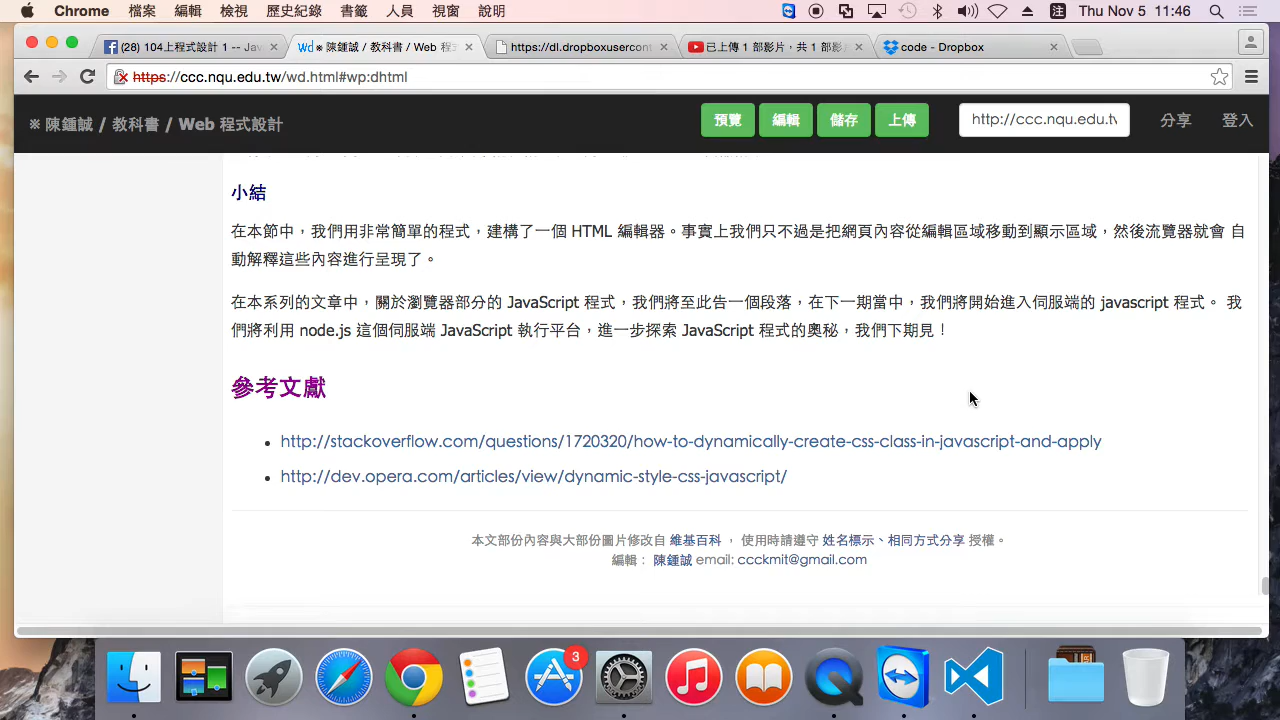 Chrome 檔案 編輯 檢視 歷史紀錄 書籤 人員 視窗 說明 注 Thu Nov 5 11:46
(28) 104上程式設計 1 -- Java
Wd ※ 陳鍾誠 / 教科書 / Web 程式
https://dl.dropboxusercont
已上傳 1 部影片，共 1 部影
code - Dropbox
https://ccc.nqu.edu.tw/wd.html#wp:dhtml
※ 陳鍾誠 / 教科書 / Web 程式設計 預覽 編輯 儲存 上傳 http://ccc.nqu.edu.tv 分享 登入
小結
在本節中，我們用非常簡單的程式，建構了一個 HTML 編輯器。事實上我們只不過是把網頁內容從編輯區域移動到顯示區域，然後流覽器就會 自
動解釋這些內容進行呈現了。
在本系列的文章中，關於瀏覽器部分的 JavaScript 程式，我們將至此告一個段落，在下一期當中，我們將開始進入伺服端的 javascript 程式。 我
們將利用 node.js 這個伺服端 JavaScript 執行平台，進一步探索 JavaScript 程式的奧秘，我們下期見！
參考文獻
• http://stackoverflow.com/questions/1720320/how-to-dynamically-create-css-class-in-javascript-and-apply
• http://dev.opera.com/articles/view/dynamic-style-css-javascript/
本文部份內容與大部份圖片修改自 維基百科 ， 使用時請遵守 姓名標示、相同方式分享 授權。
編輯： 陳鍾誠 email: ccckmit@gmail.com
3